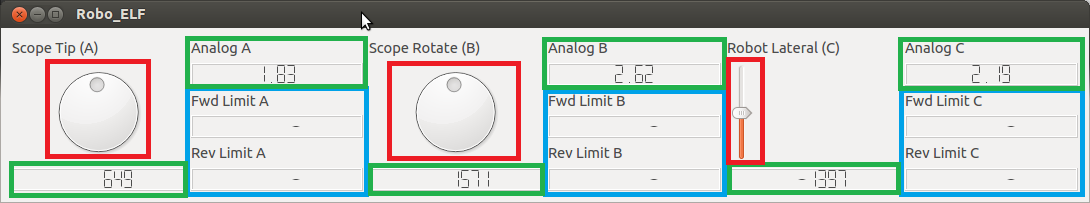 Robo_ELF
Scope Tip (A) Analog A Scope Rotate (B) Analog B Robot Lateral (C) Analog C
1.83 2.62 2.19
Fwd Limit A Fwd Limit B Fwd Limit C
- - -
Rev Limit A Rev Limit B Rev Limit C
649 - 1571 - -1397 -